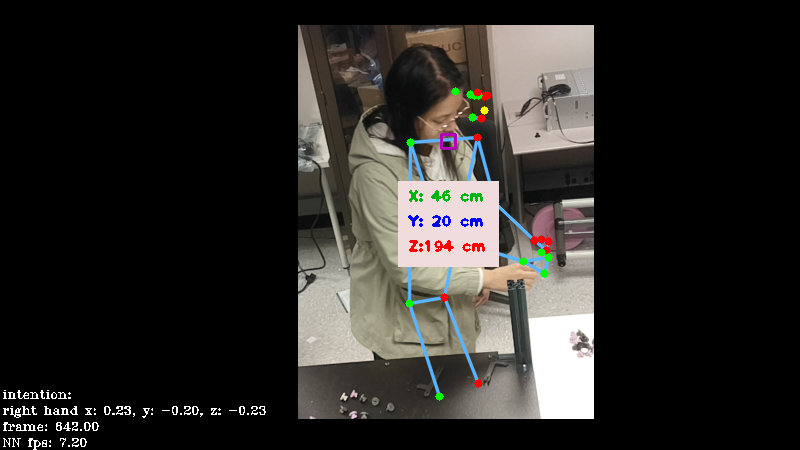 X: 46 cm
Y: 20 cm
Z:194 cm
intention:
right hand x: 0.23, y: -0.20, z: -0.23
frame: 642.00
NN fps: 7.20